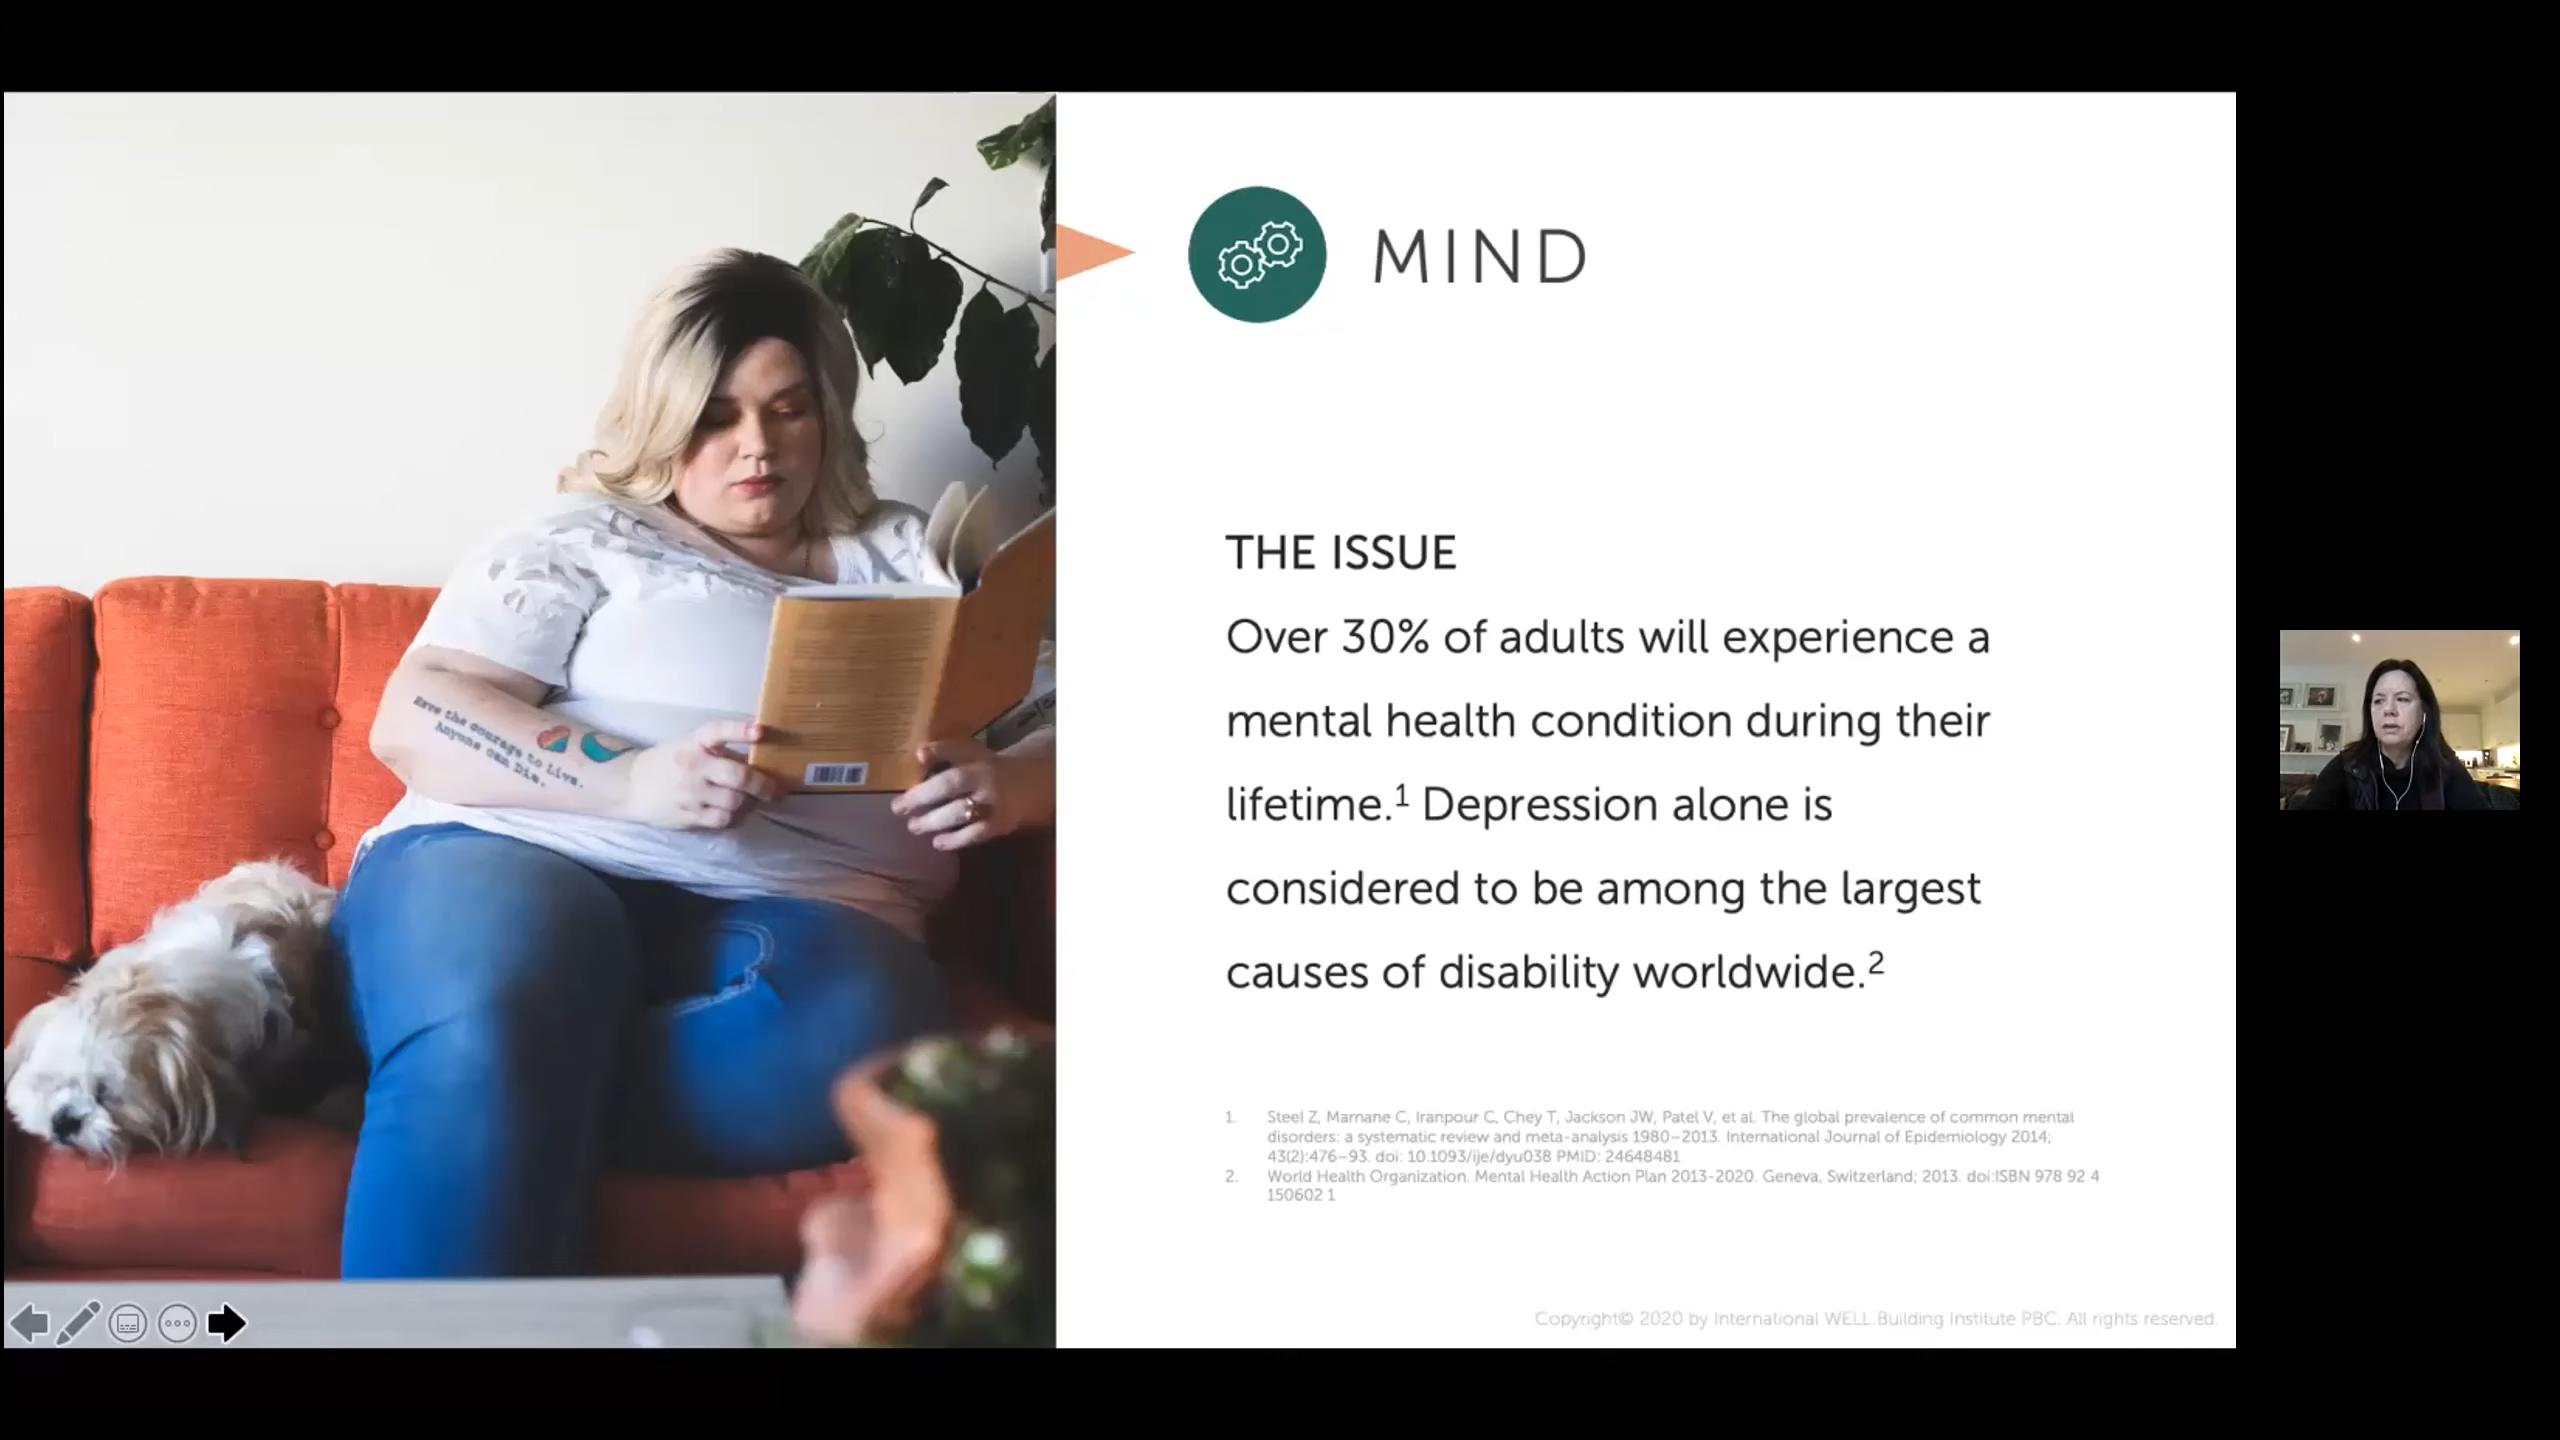 MIND
THE ISSUE
Over 30% of adults will experience a
mental health condition during their
lifetime.¹ Depression alone is
considered to be among the largest
causes of disability worldwide.²
Have the courage to Live.
Anyone can Die.
1. Steel Z, Marnane C, Iranpour C, Chey T, Jackson JW, Patel V, et al. The global prevalence of common mental
disorders: a systematic review and meta-analysis 1980–2013. International Journal of Epidemiology 2014;
43(2):476–93. doi: 10.1093/ije/dyu038 PMID: 24648481
2. World Health Organization. Mental Health Action Plan 2013-2020. Geneva, Switzerland; 2013. doi:ISBN 978 92 4
150602 1
Copyright© 2020 by International WELL Building Institute PBC. All rights reserved.